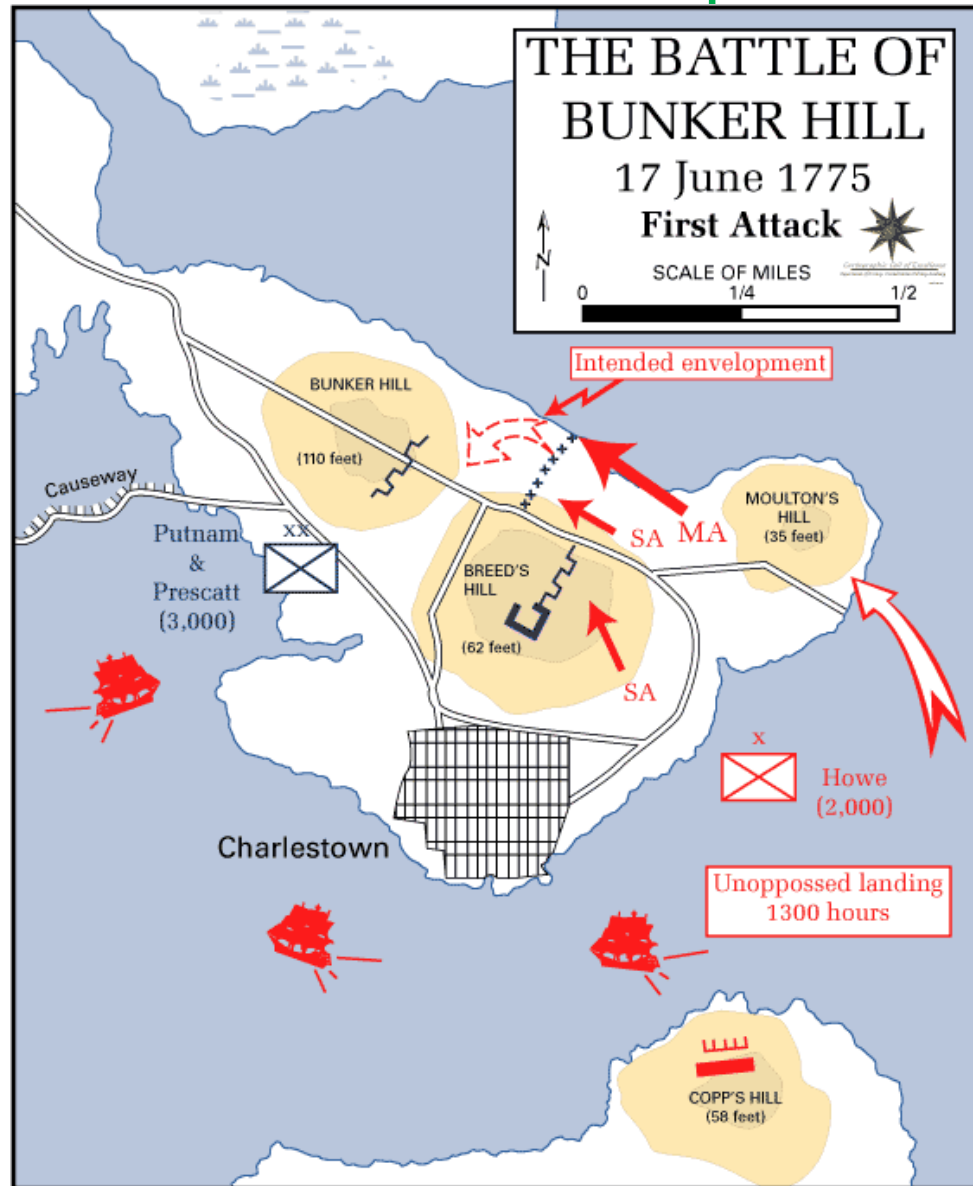 THE BATTLE OF
BUNKER HILL
17 June 1775
First Attack
N
SCALE OF MILES
0 1/4 1/2
Intended envelopment
BUNKER HILL
(110 feet)
Causeway
xx
Putnam
&
Prescatt
(3,000)
MOULTON'S
HILL
(35 feet)
SA
MA
BREED'S
HILL
(62 feet)
SA
x
Howe
(2,000)
Charlestown
Unoppossed landing
1300 hours
COPP'S HILL
(58 feet)